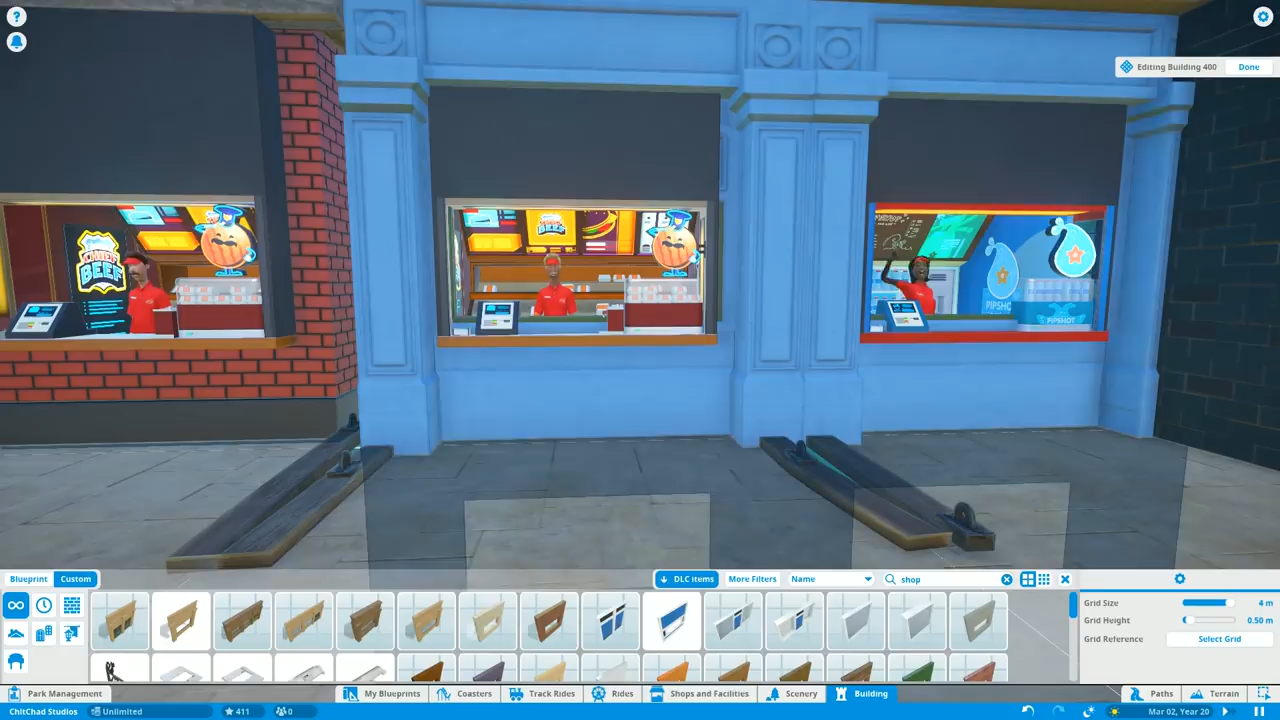 ?
Editing Building 400 Done
CHIEF BEEF
BEEF
PIPSHOT
PIPSHOT
Blueprint Custom DLC items More Filters Name shop
Grid Size 4 m
Grid Height 0.50 m
Grid Reference Select Grid
Park Management My Blueprints Coasters Track Rides Rides Shops and Facilities Scenery Building Paths Terrain
ChitChad Studios Unlimited 411 0 Mar 02, Year 20